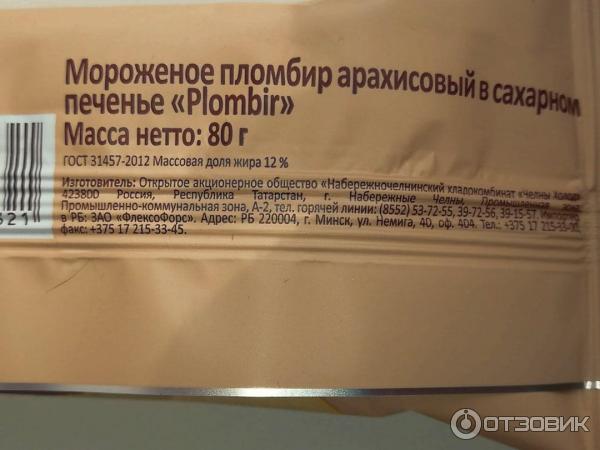 Мороженое пломбир арахисовый в сахарном
печенье «Plombir»
Масса нетто: 80 г
ГОСТ 31457-2012 Массовая доля жира 12 %
Изготовитель: Открытое акционерное общество «Набережночелнинский хладокомбинат «Челны Холод»
423800 Россия, Республика Татарстан, г. Набережные Челны, Промышленно-
Промышленно-коммунальная зона, А-2, тел. горячей линии: (8552) 53-72-55, 39-72-56, 39-15-57.
в РБ: ЗАО «ФлексоФорс». Адрес: РБ 220004, г. Минск, ул. Немига, 40, оф. 404. Тел.: +375 17 215-33-
факс: +375 17 215-33-45.
321
ОТЗОВИК